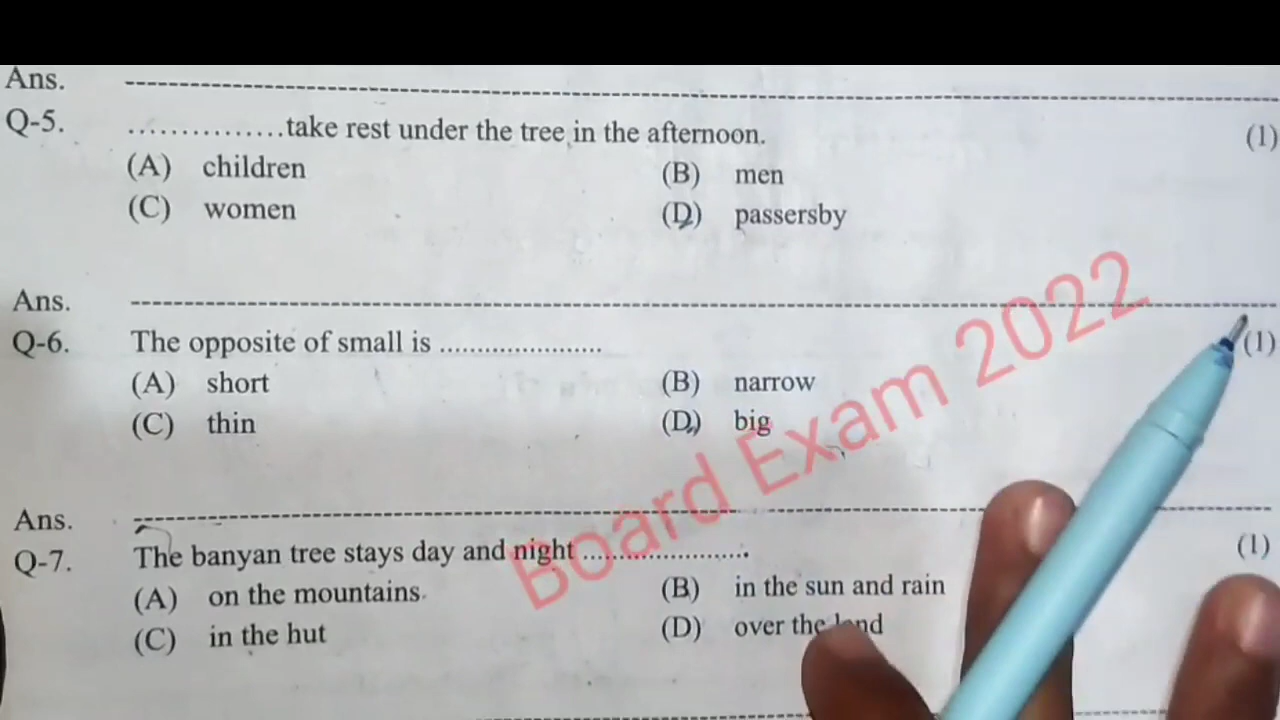 Ans. ------------------------------------------------
Q-5. ...............take rest under the tree in the afternoon. (1)
(A) children (B) men
(C) women (D) passersby
Ans. ------------------------------------------------
Q-6. The opposite of small is ....................... (1)
(A) short (B) narrow
(C) thin (D) big
Board Exam 2022
Ans. ------------------------------------------------
Q-7. The banyan tree stays day and night ........................ (1)
(A) on the mountains. (B) in the sun and rain
(C) in the hut (D) over the